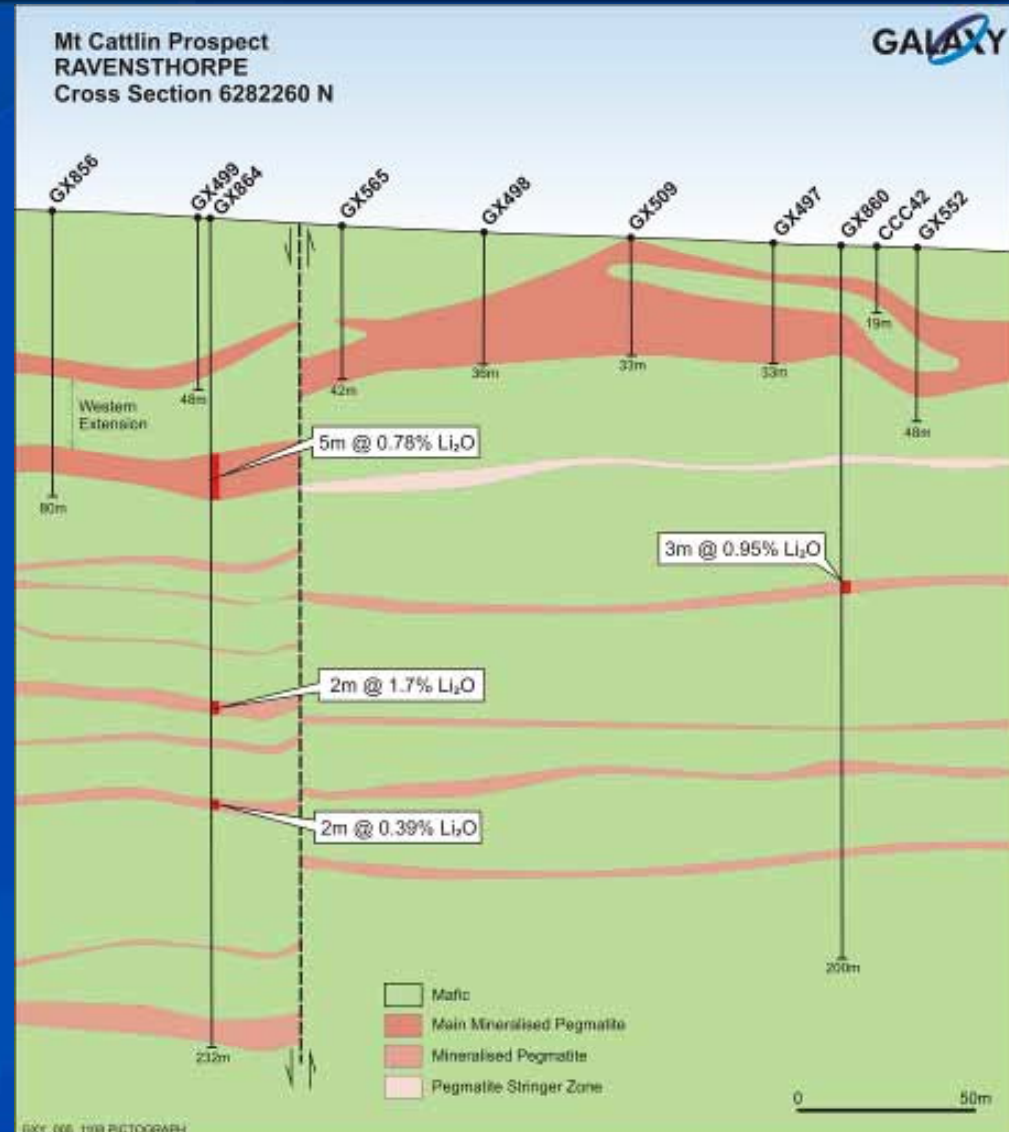 Mt Cattlin Prospect
RAVENSTHORPE
Cross Section 6282260 N
GALAXY
GX856
GX499
GX864
GX565
GX498
GX509
GX497
GX860
CCC42
GX552
19m
48m
42m
36m
33m
33m
48m
Western
Extension
5m @ 0.78% Li₂O
80m
3m @ 0.95% Li₂O
2m @ 1.7% Li₂O
2m @ 0.39% Li₂O
200m
232m
Mafic
Main Mineralised Pegmatite
Mineralised Pegmatite
Pegmatite Stringer Zone
0 50m